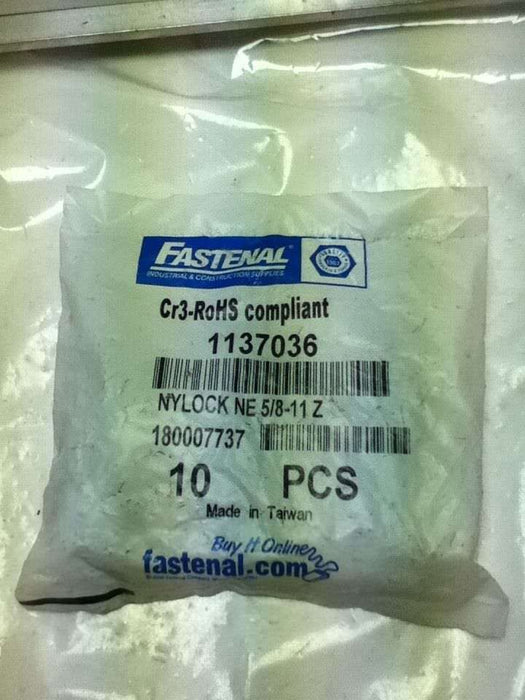 FASTENAL®
INDUSTRIAL & CONSTRUCTION SUPPLIES
Cr3-RoHS compliant
1137036
NYLOCK NE 5/8-11 Z
180007737
10 PCS
Made in Taiwan
Buy It Online
fastenal.com